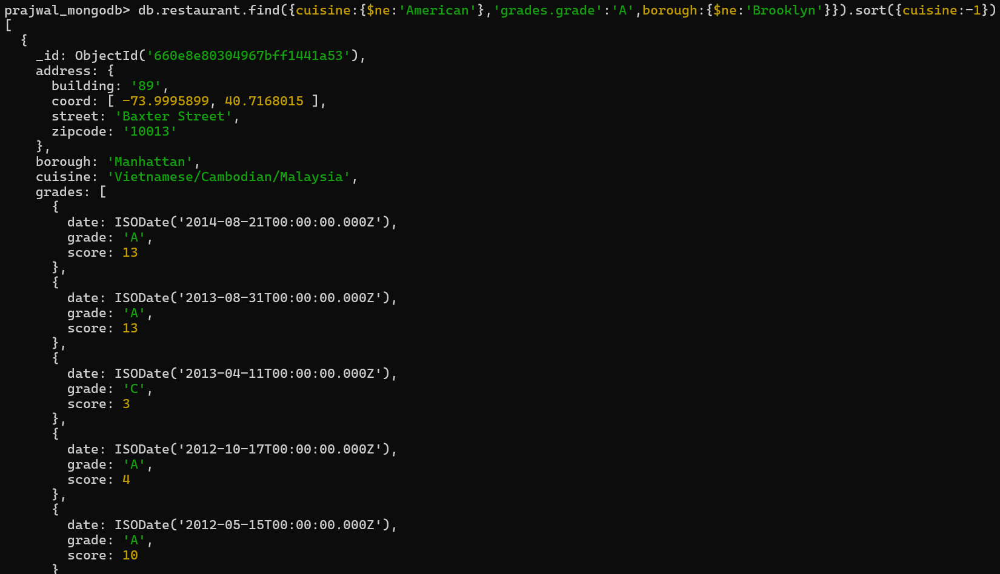 prajwal_mongodb> db.restaurant.find({cuisine:{$ne:'American'},'grades.grade':'A',borough:{$ne:'Brooklyn'}}).sort({cuisine:-1})
[
  {
    _id: ObjectId('660e8e80304967bff1441a53'),
    address: {
      building: '89',
      coord: [ -73.9995899, 40.7168015 ],
      street: 'Baxter Street',
      zipcode: '10013'
    },
    borough: 'Manhattan',
    cuisine: 'Vietnamese/Cambodian/Malaysia',
    grades: [
      {
        date: ISODate('2014-08-21T00:00:00.000Z'),
        grade: 'A',
        score: 13
      },
      {
        date: ISODate('2013-08-31T00:00:00.000Z'),
        grade: 'A',
        score: 13
      },
      {
        date: ISODate('2013-04-11T00:00:00.000Z'),
        grade: 'C',
        score: 3
      },
      {
        date: ISODate('2012-10-17T00:00:00.000Z'),
        grade: 'A',
        score: 4
      },
      {
        date: ISODate('2012-05-15T00:00:00.000Z'),
        grade: 'A',
        score: 10
      }